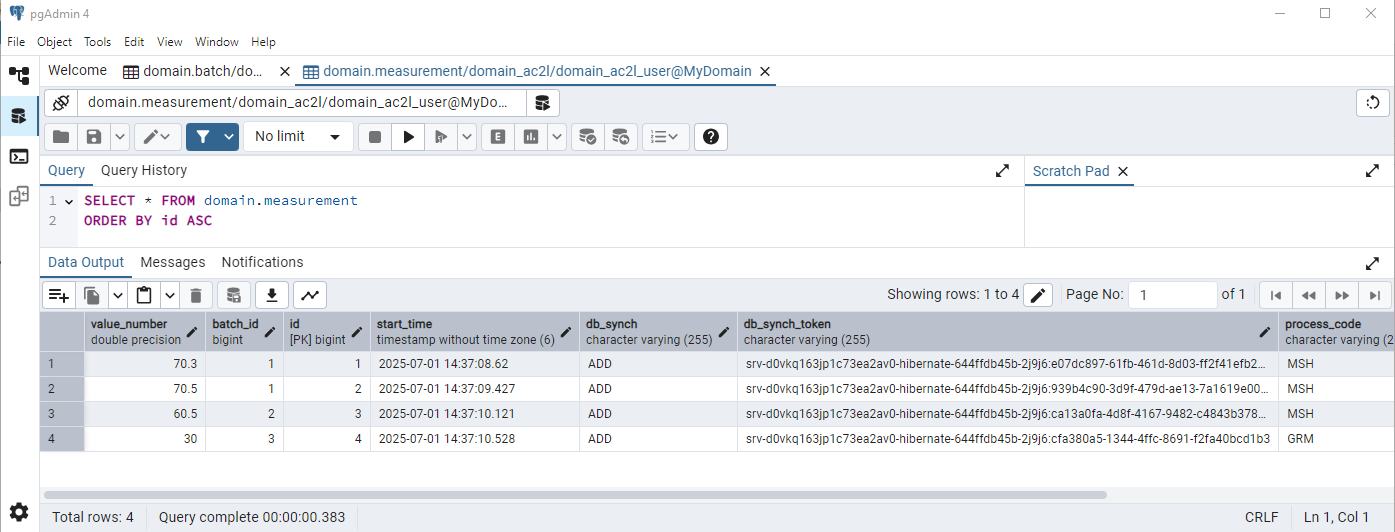 pgAdmin 4
File Object Tools Edit View Window Help
Welcome domain.batch/do... domain.measurement/domain_ac2l/domain_ac2l_user@MyDomain
domain.measurement/domain_ac2l/domain_ac2l_user@MyDo...
No limit
Query Query History Scratch Pad
1 SELECT * FROM domain.measurement
2 ORDER BY id ASC
Data Output Messages Notifications
Showing rows: 1 to 4 Page No: 1 of 1
value_number batch_id id start_time db_synch db_synch_token process_code
double precision bigint [PK] bigint timestamp without time zone (6) character varying (255) character varying (255) character varying (2
1 70.3 1 1 2025-07-01 14:37:08.62 ADD srv-d0vkq163jp1c73ea2av0-hibernate-644ffdb45b-2j9j6:e07dc897-61fb-461d-8d03-ff2f41efb2... MSH
2 70.5 1 2 2025-07-01 14:37:09.427 ADD srv-d0vkq163jp1c73ea2av0-hibernate-644ffdb45b-2j9j6:939b4c90-3d9f-479d-ae13-7a1619e00... MSH
3 60.5 2 3 2025-07-01 14:37:10.121 ADD srv-d0vkq163jp1c73ea2av0-hibernate-644ffdb45b-2j9j6:ca13a0fa-4d8f-4167-9482-c4843b378... MSH
4 30 3 4 2025-07-01 14:37:10.528 ADD srv-d0vkq163jp1c73ea2av0-hibernate-644ffdb45b-2j9j6:cfa380a5-1344-4ffc-8691-f2fa40bcd1b3 GRM
Total rows: 4 Query complete 00:00:00.383 CRLF Ln 1, Col 1